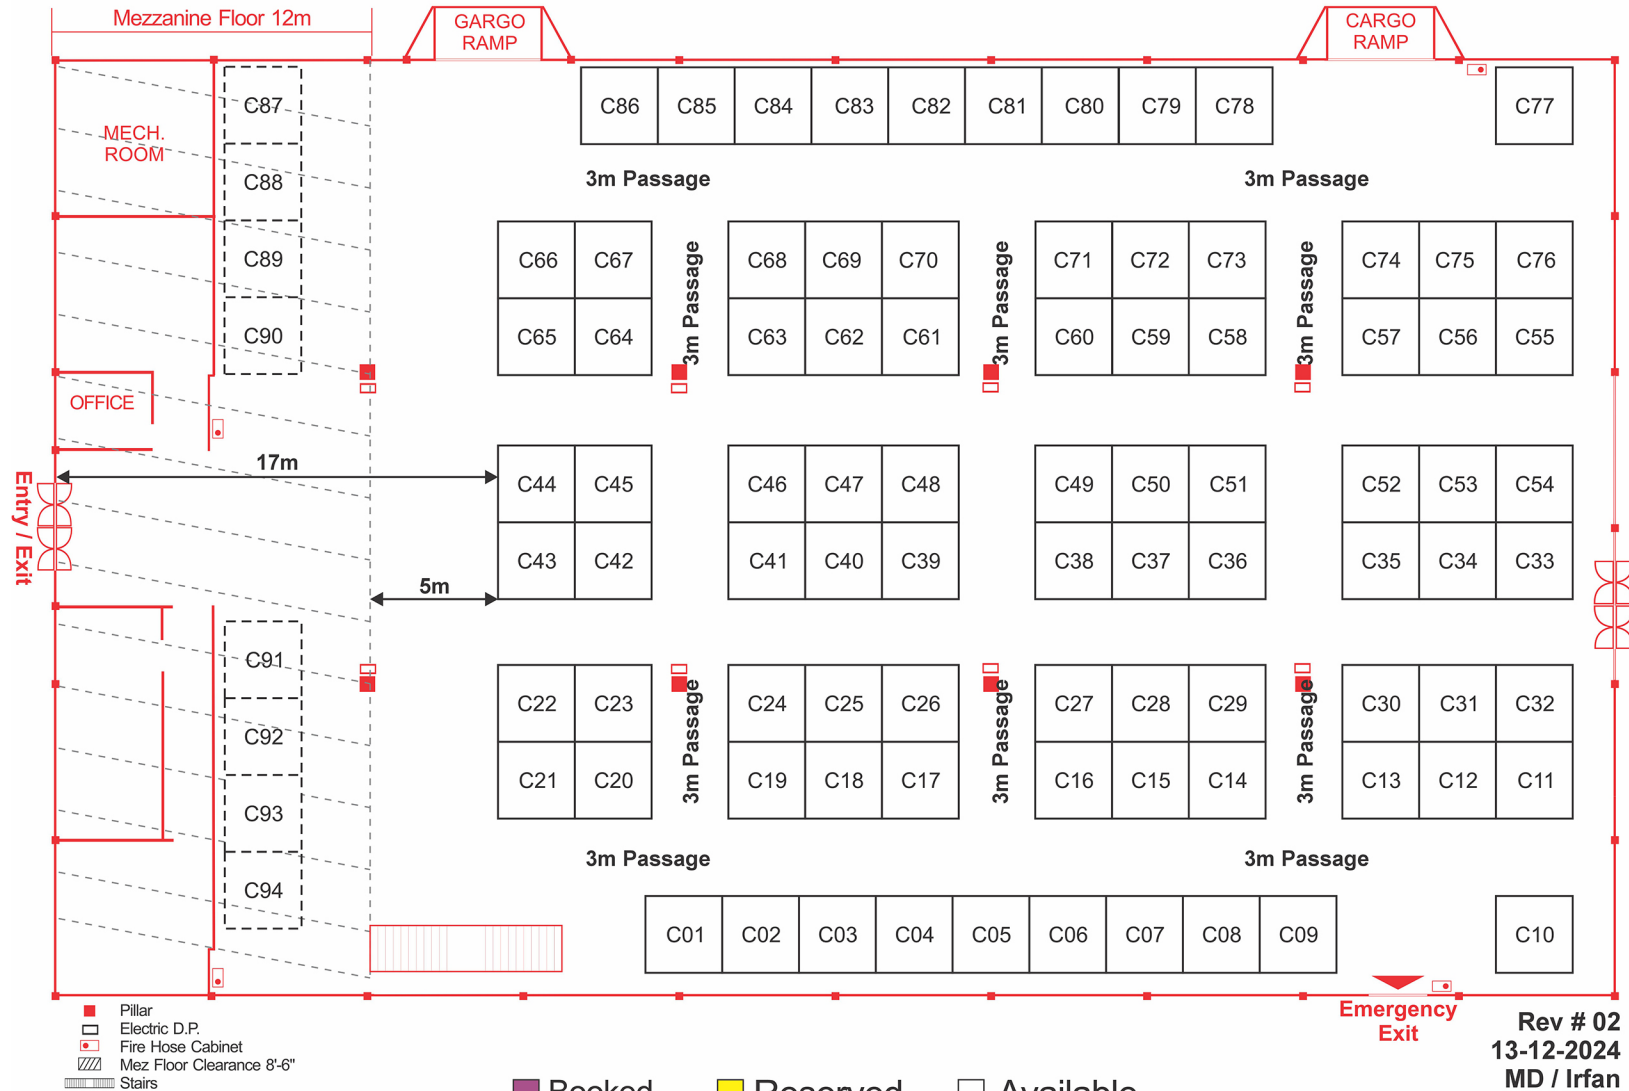 Mezzanine Floor 12m
GARGO
RAMP
CARGO
RAMP
C87
C86 C85 C84 C83 C82 C81 C80 C79 C78 C77
MECH.
ROOM
C88
3m Passage 3m Passage
C89
C66 C67 C68 C69 C70 C71 C72 C73 C74 C75 C76
3m Passage 3m Passage 3m Passage
C90
C65 C64 C63 C62 C61 C60 C59 C58 C57 C56 C55
OFFICE
17m
Entry / Exit
C44 C45 C46 C47 C48 C49 C50 C51 C52 C53 C54
C43 C42 C41 C40 C39 C38 C37 C36 C35 C34 C33
5m
C91
C22 C23 C24 C25 C26 C27 C28 C29 C30 C31 C32
3m Passage 3m Passage 3m Passage
C92
C21 C20 C19 C18 C17 C16 C15 C14 C13 C12 C11
C93
3m Passage 3m Passage
C94
C01 C02 C03 C04 C05 C06 C07 C08 C09 C10
Emergency
Exit
Pillar
Electric D.P.
Fire Hose Cabinet
Mez Floor Clearance 8'-6"
Stairs
Booked Reserved Available
Rev # 02
13-12-2024
MD / Irfan